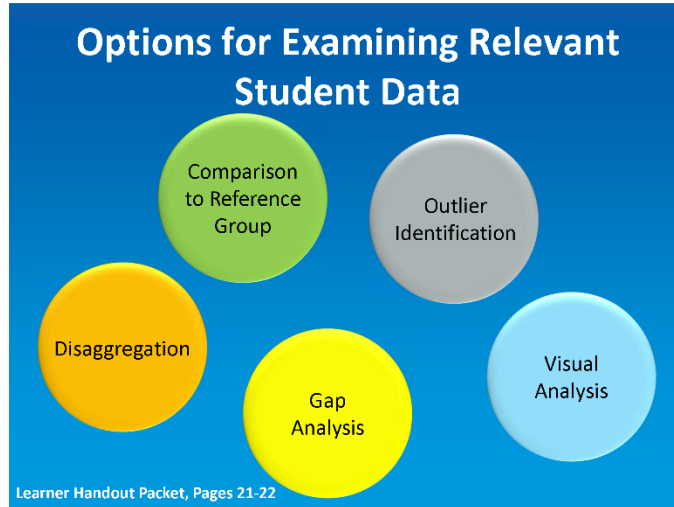 Options for Examining Relevant
Student Data
Comparison
to Reference
Group
Outlier
Identification
Disaggregation
Gap
Analysis
Visual
Analysis
Learner Handout Packet, Pages 21-22